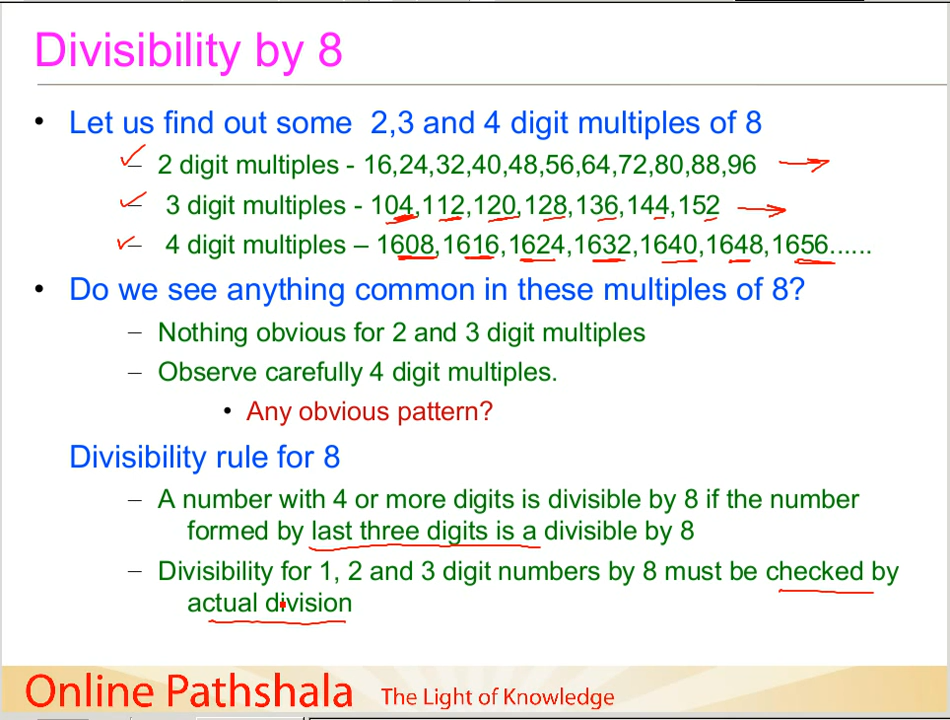 Divisibility by 8
• Let us find out some 2,3 and 4 digit multiples of 8
– 2 digit multiples - 16,24,32,40,48,56,64,72,80,88,96
– 3 digit multiples - 104,112,120,128,136,144,152
– 4 digit multiples – 1608,1616,1624,1632,1640,1648,1656......
• Do we see anything common in these multiples of 8?
– Nothing obvious for 2 and 3 digit multiples
– Observe carefully 4 digit multiples.
• Any obvious pattern?
Divisibility rule for 8
– A number with 4 or more digits is divisible by 8 if the number
formed by last three digits is a divisible by 8
– Divisibility for 1, 2 and 3 digit numbers by 8 must be checked by
actual division
Online Pathshala The Light of Knowledge